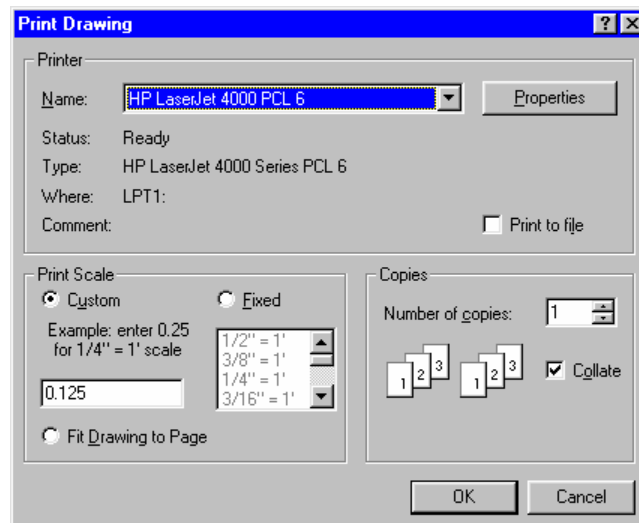 Print Drawing
Printer
Name: HP LaserJet 4000 PCL 6 Properties
Status: Ready
Type: HP LaserJet 4000 Series PCL 6
Where: LPT1:
Comment: Print to file
Print Scale
Custom Fixed
Example: enter 0.25
for 1/4" = 1' scale
1/2" = 1'
3/8" = 1'
1/4" = 1'
3/16" = 1'
0.125
Fit Drawing to Page
Copies
Number of copies: 1
1 2 3 1 2 3 Collate
OK Cancel